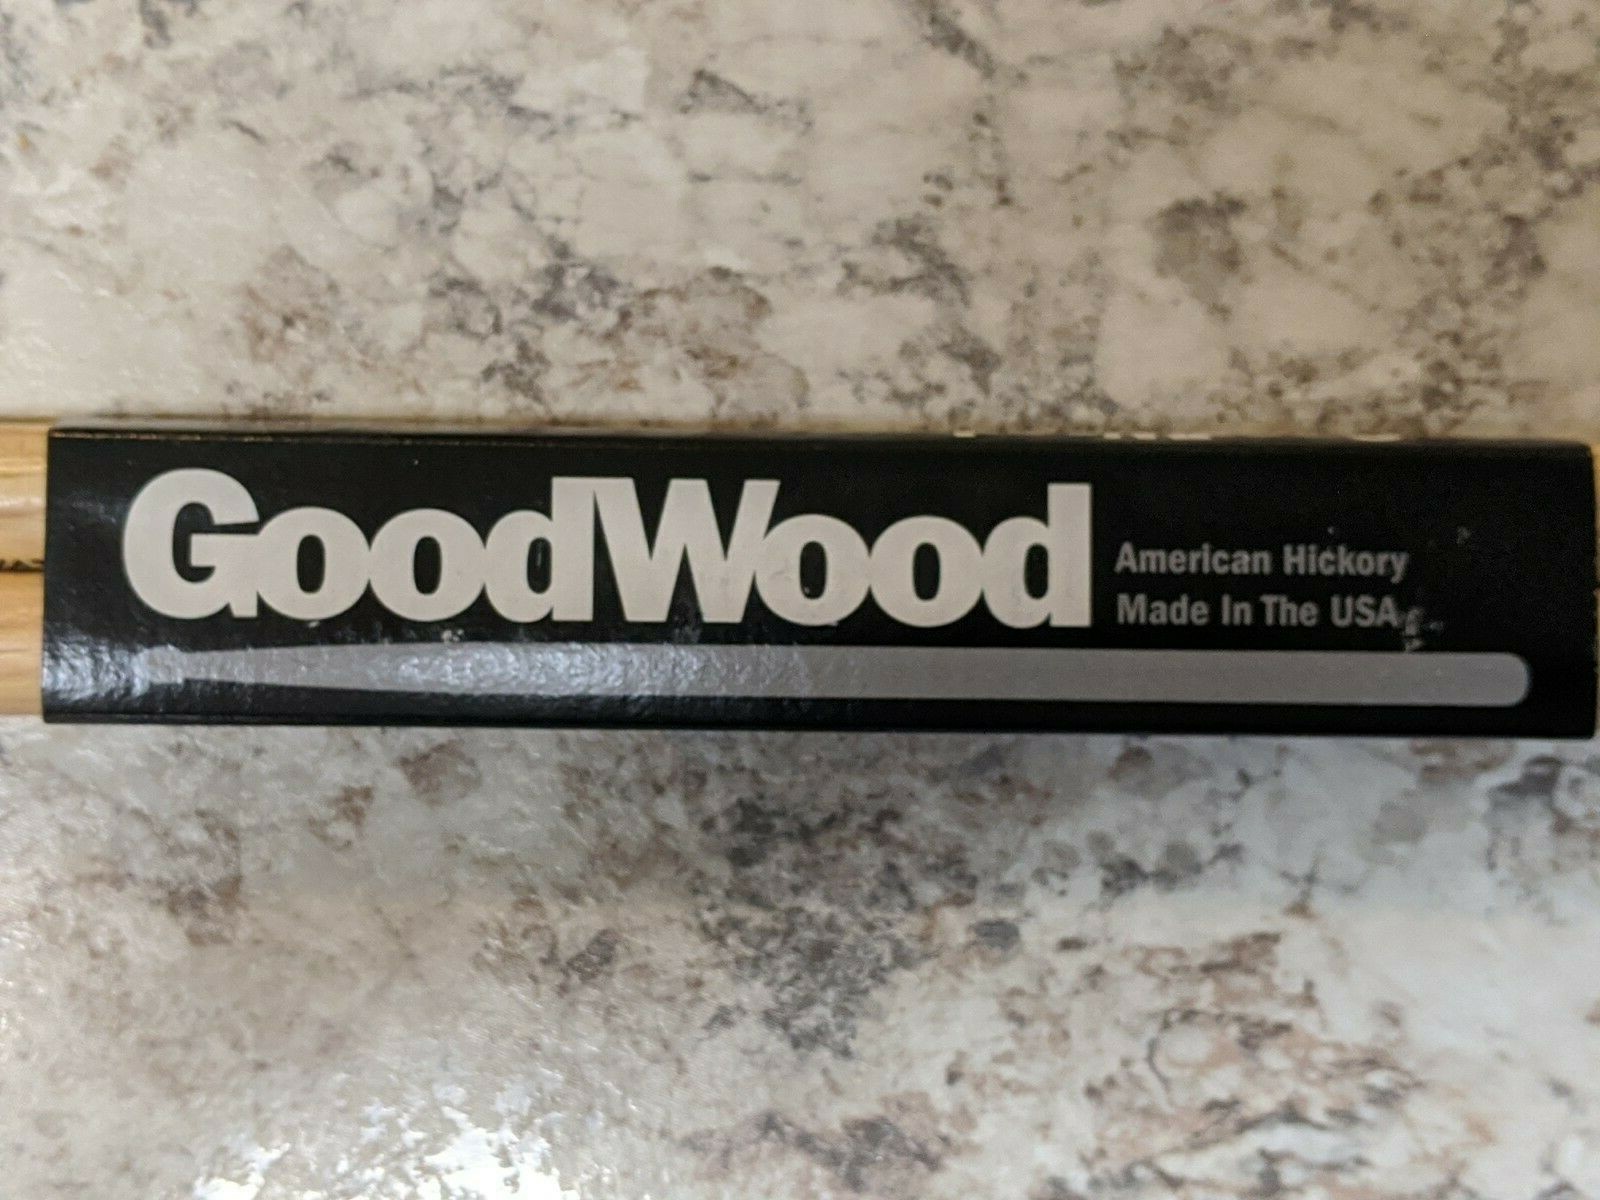 GoodWood
American Hickory
Made In The USA